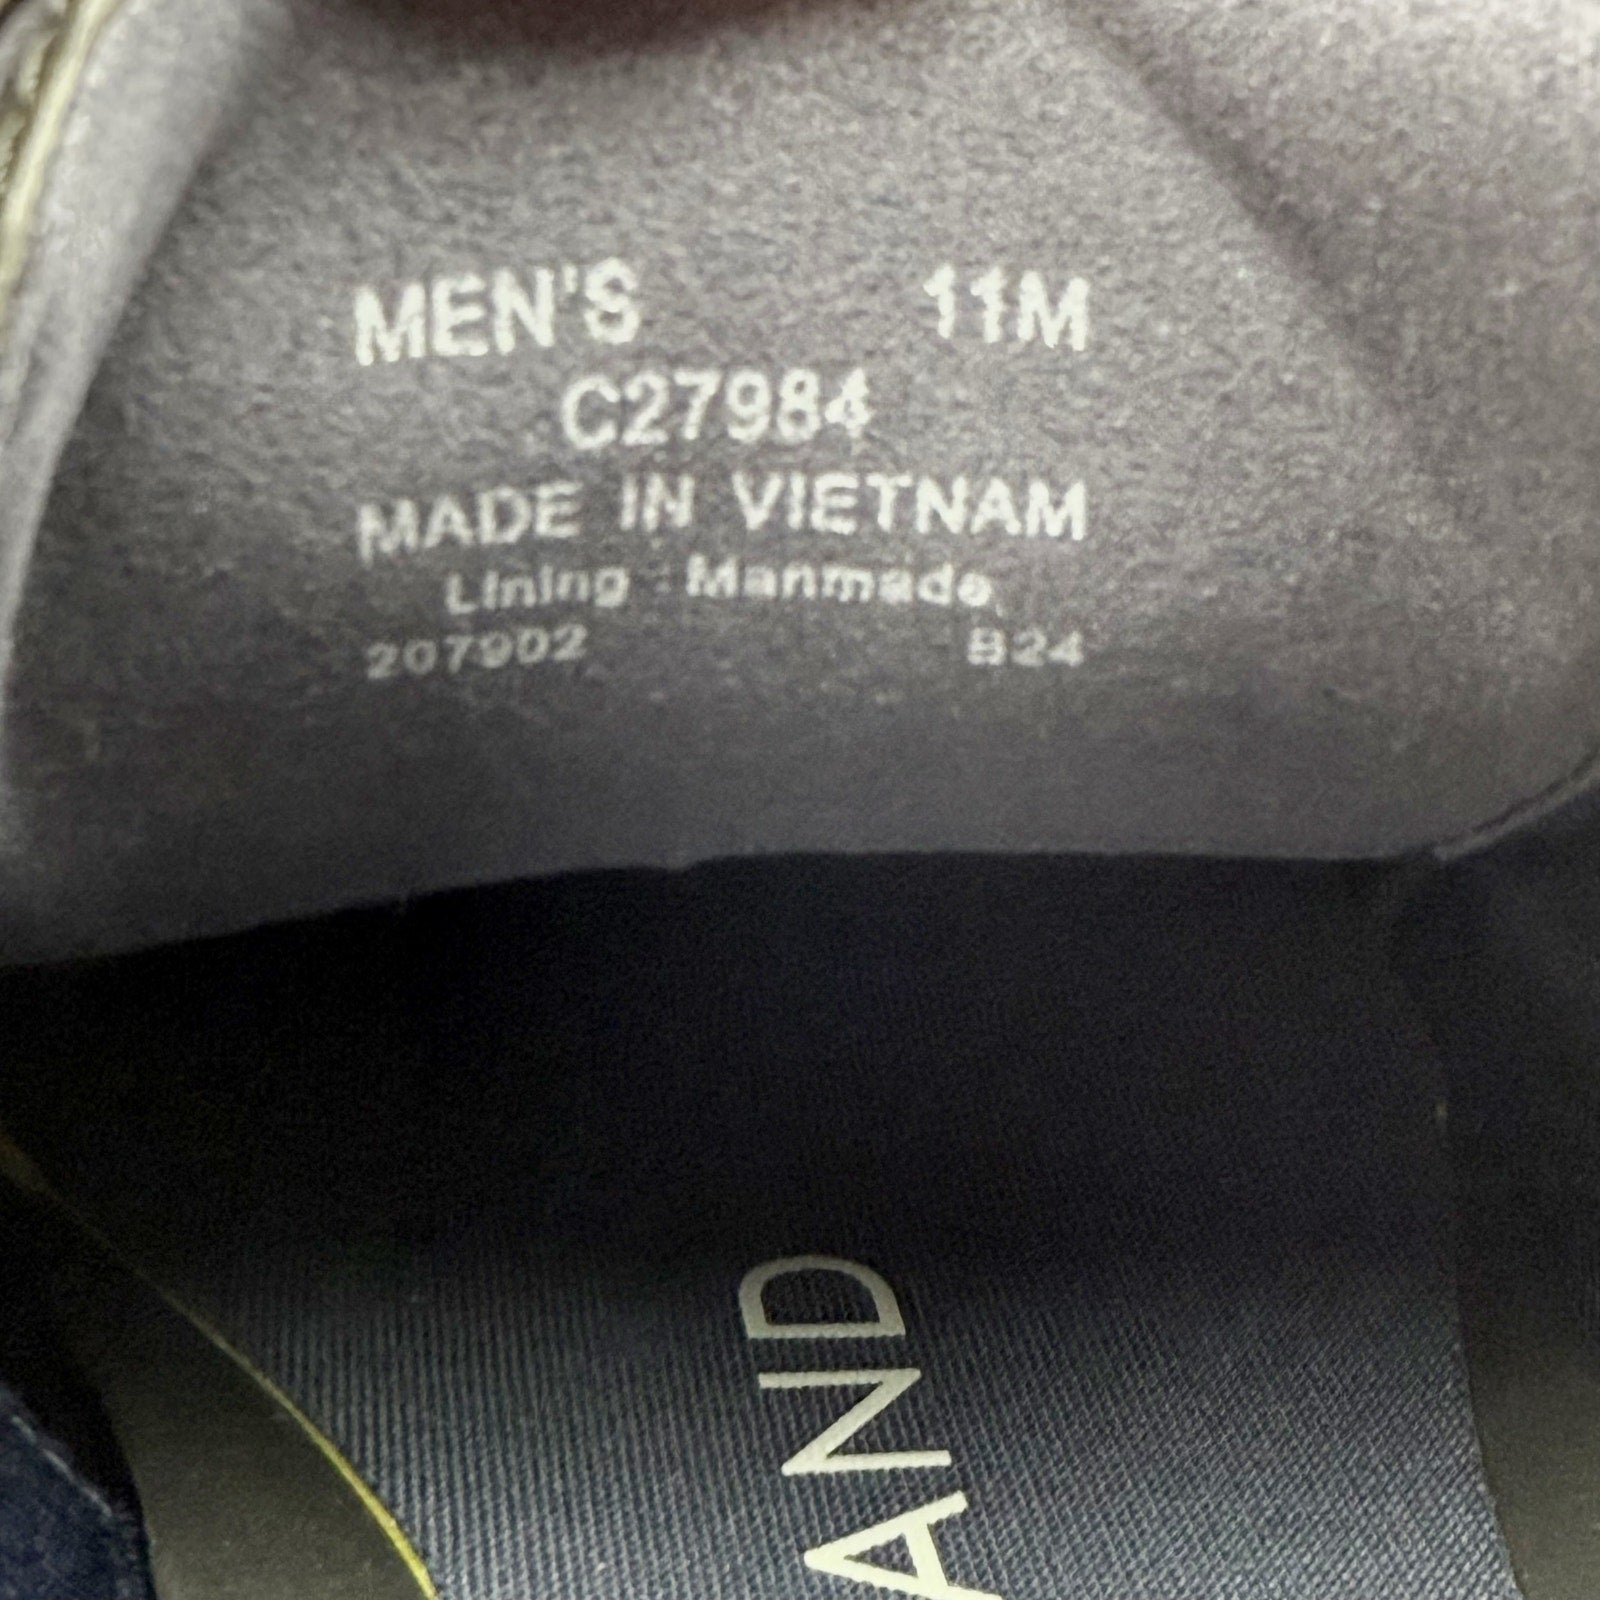 MEN'S 11M
C27984
MADE IN VIETNAM
Lining : Manmade
207902 B24
AND